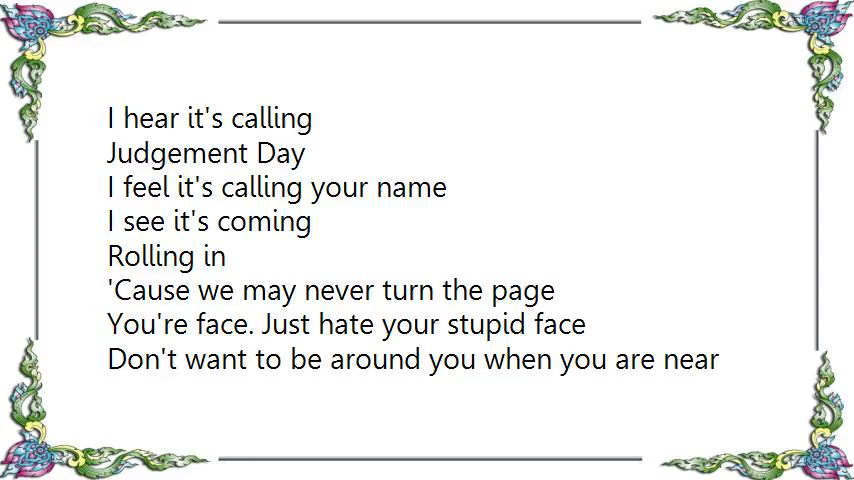 I hear it's calling
Judgement Day
I feel it's calling your name
I see it's coming
Rolling in
'Cause we may never turn the page
You're face. Just hate your stupid face
Don't want to be around you when you are near